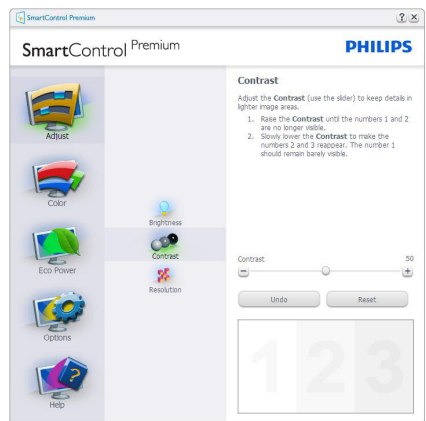 SmartControl Premium
? ×
SmartControl Premium
PHILIPS
Adjust
Color
Eco Power
Options
Help
Brightness
Contrast
Resolution
Contrast
Adjust the Contrast (use the slider) to keep details in
lighter image areas.
1. Raise the Contrast until the numbers 1 and 2
are no longer visible.
2. Slowly lower the Contrast to make the
numbers 2 and 3 reappear. The number 1
should remain barely visible.
Contrast 50
Undo Reset
1 2 3